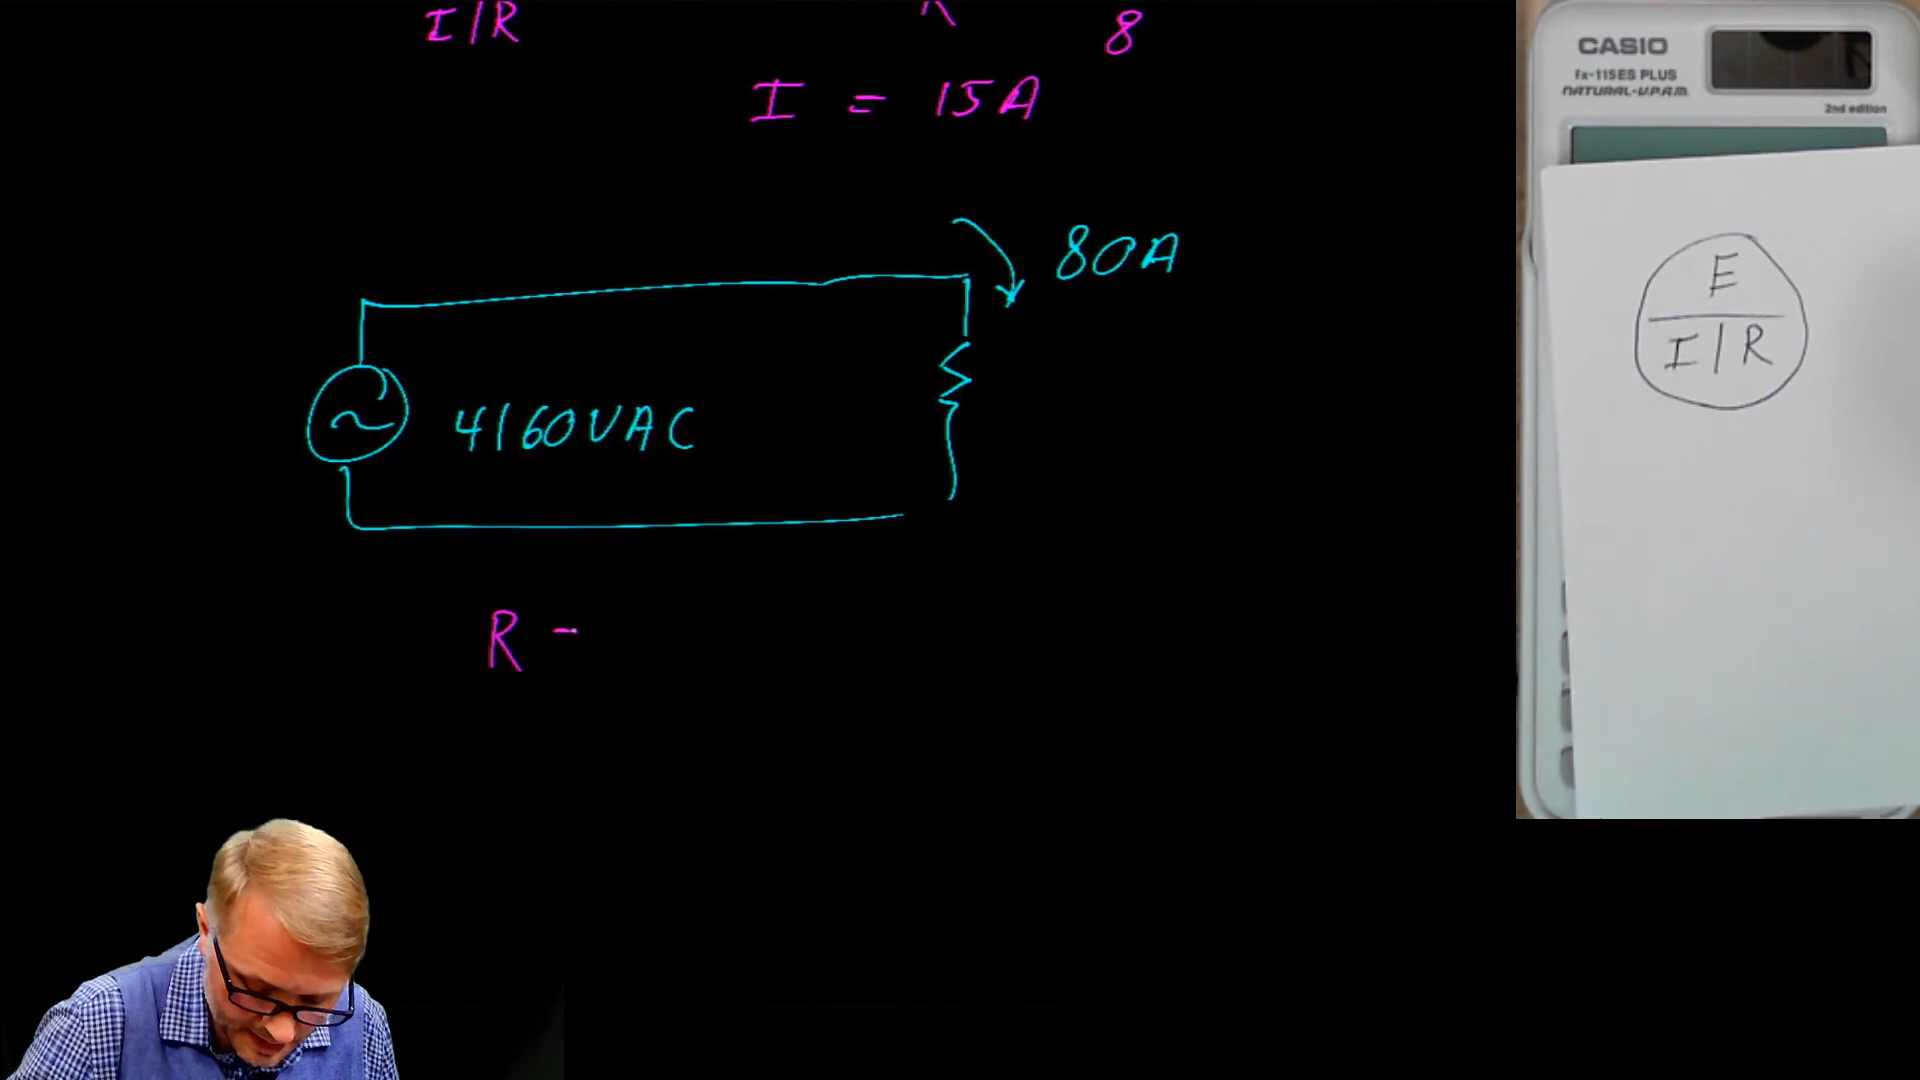 I/R
R
8
I = 15A
80A
4160VAC
R -
CASIO
fx-115ES PLUS
NATURAL-V.P.A.M.
2nd edition
E
I/R